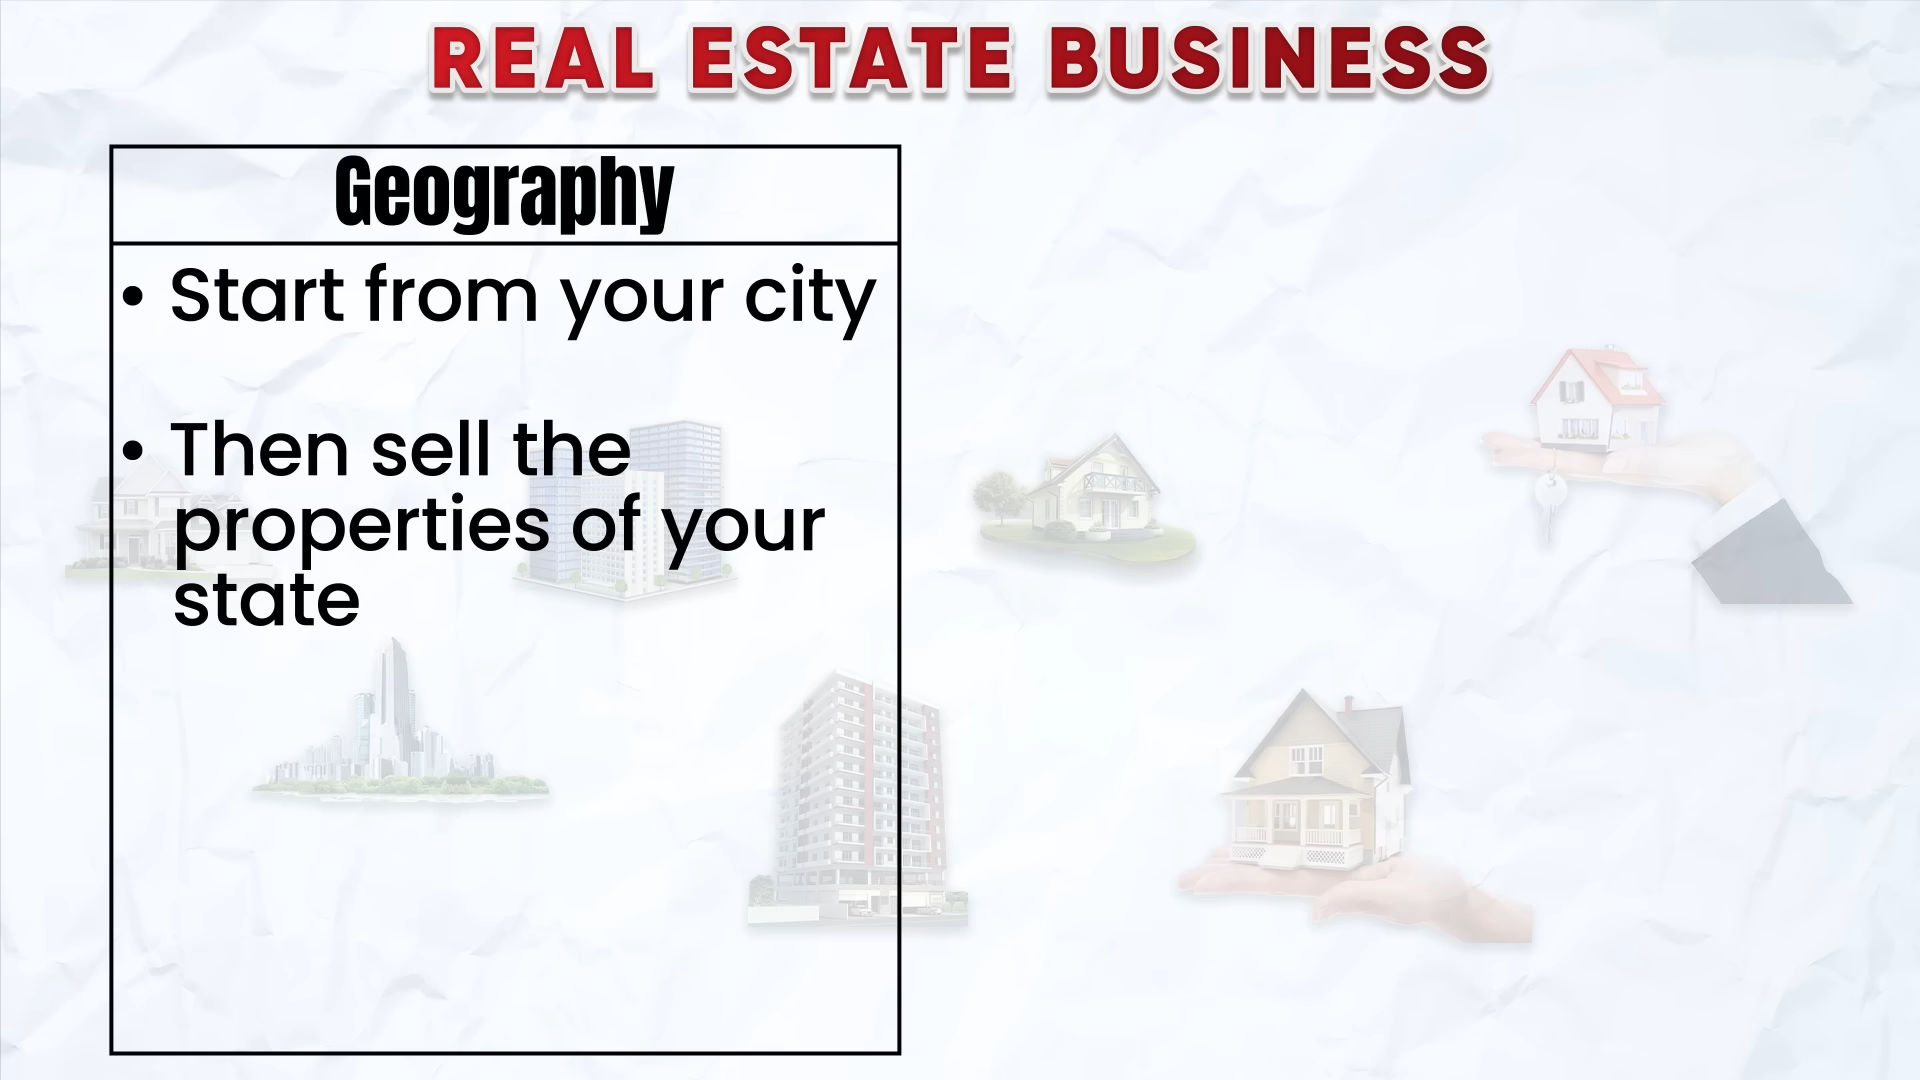 REAL ESTATE BUSINESS
Geography
• Start from your city
• Then sell the
properties of your
state